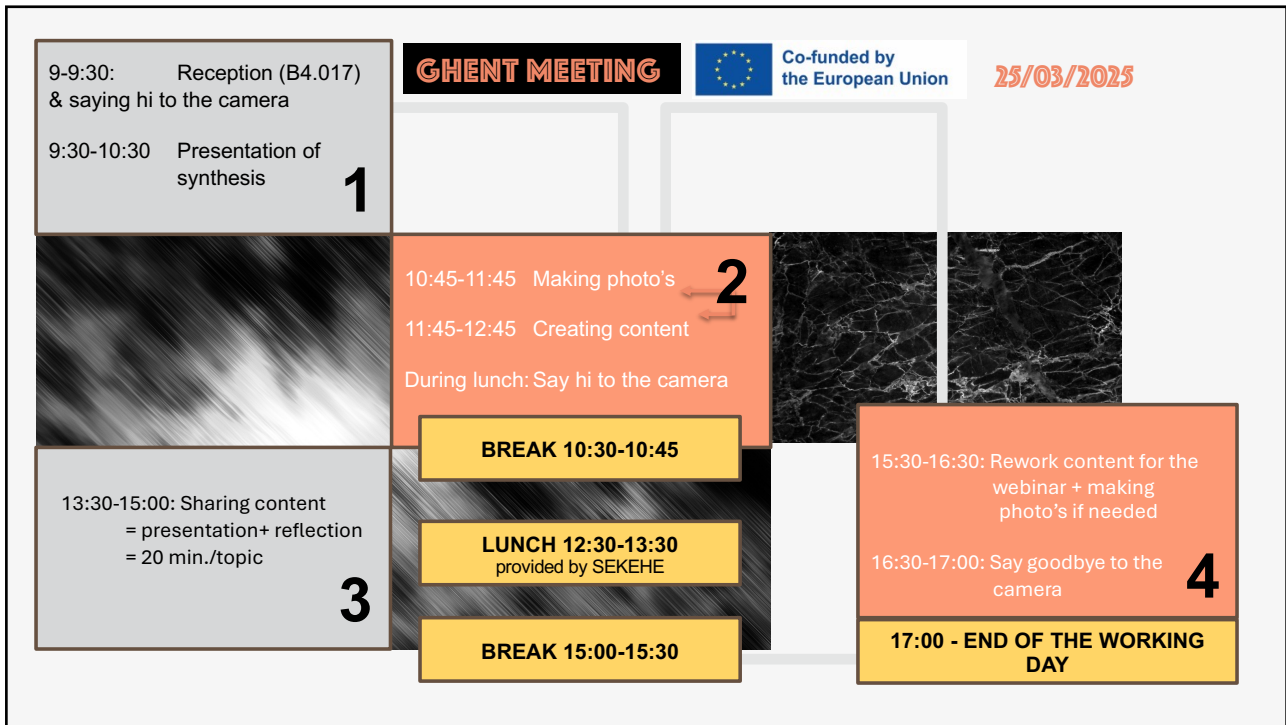 9-9:30: Reception (B4.017)
& saying hi to the camera
9:30-10:30 Presentation of
synthesis
1
GHENT MEETING
Co-funded by
the European Union
25/03/2025
10:45-11:45 Making photo's
2
11:45-12:45 Creating content
During lunch: Say hi to the camera
BREAK 10:30-10:45
LUNCH 12:30-13:30
provided by SEKEHE
BREAK 15:00-15:30
13:30-15:00: Sharing content
= presentation+ reflection
= 20 min./topic
3
15:30-16:30: Rework content for the
webinar + making
photo's if needed
16:30-17:00: Say goodbye to the
camera
4
17:00 - END OF THE WORKING
DAY